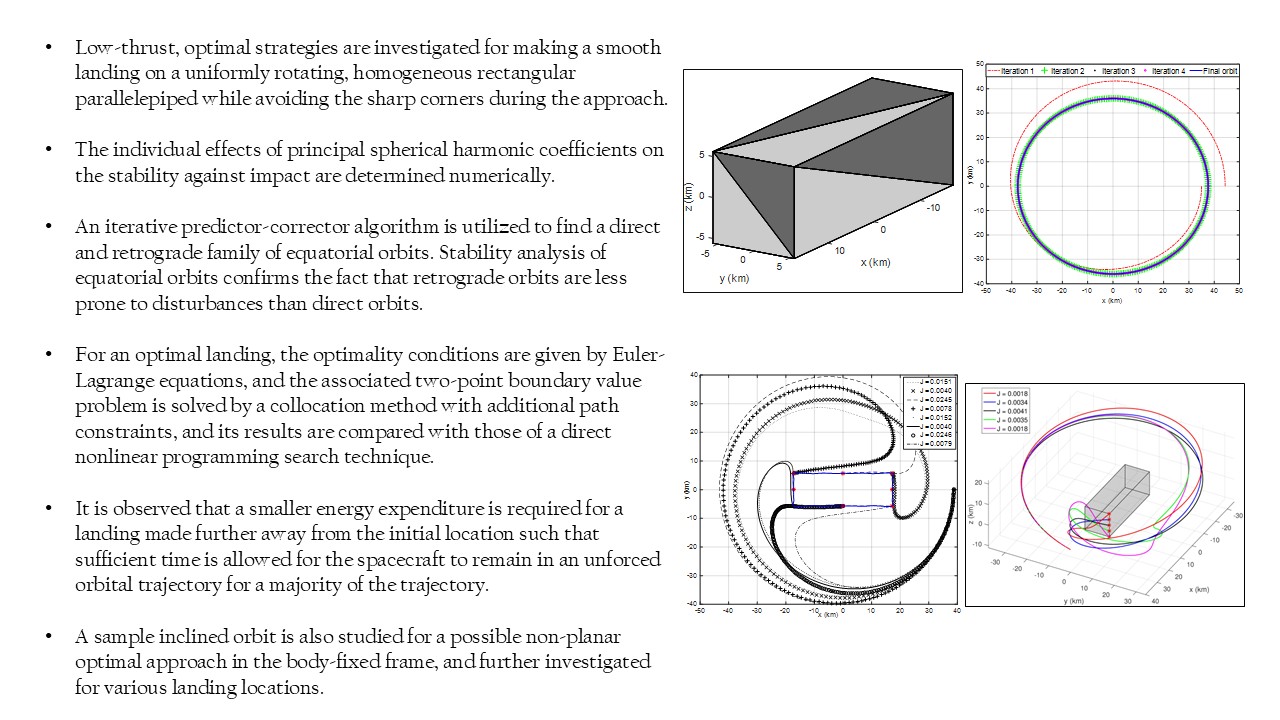 • Low-thrust, optimal strategies are investigated for making a smooth
landing on a uniformly rotating, homogeneous rectangular
parallelepiped while avoiding the sharp corners during the approach.
• The individual effects of principal spherical harmonic coefficients on
the stability against impact are determined numerically.
• An iterative predictor-corrector algorithm is utilized to find a direct
and retrograde family of equatorial orbits. Stability analysis of
equatorial orbits confirms the fact that retrograde orbits are less
prone to disturbances than direct orbits.
• For an optimal landing, the optimality conditions are given by Euler-
Lagrange equations, and the associated two-point boundary value
problem is solved by a collocation method with additional path
constraints, and its results are compared with those of a direct
nonlinear programming search technique.
• It is observed that a smaller energy expenditure is required for a
landing made further away from the initial location such that
sufficient time is allowed for the spacecraft to remain in an unforced
orbital trajectory for a majority of the trajectory.
• A sample inclined orbit is also studied for a possible non-planar
optimal approach in the body-fixed frame, and further investigated
for various landing locations.
5
0
-5
z (km)
-5
0
5
y (km)
10
0
-10
x (km)
Iteration 1 Iteration 2 Iteration 3 Iteration 4 Final orbit
50
40
30
20
10
0
-10
-20
-30
-40
y (km)
-50 -40 -30 -20 -10 0 10 20 30 40 50
x (km)
J = 0.0151
J = 0.0040
J = 0.0245
J = 0.0078
J = 0.0152
J = 0.0040
J = 0.0246
J = 0.0079
40
30
20
10
0
-10
-20
-30
-40
y (km)
-50 -40 -30 -20 -10 0 10 20 30 40
x (km)
J = 0.0018
J = 0.0034
J = 0.0041
J = 0.0035
J = 0.0018
20
10
0
-10
z (km)
-30
-20
-10
0
10
20
30
40
y (km)
30
20
10
0
-10
-20
-30
x (km)